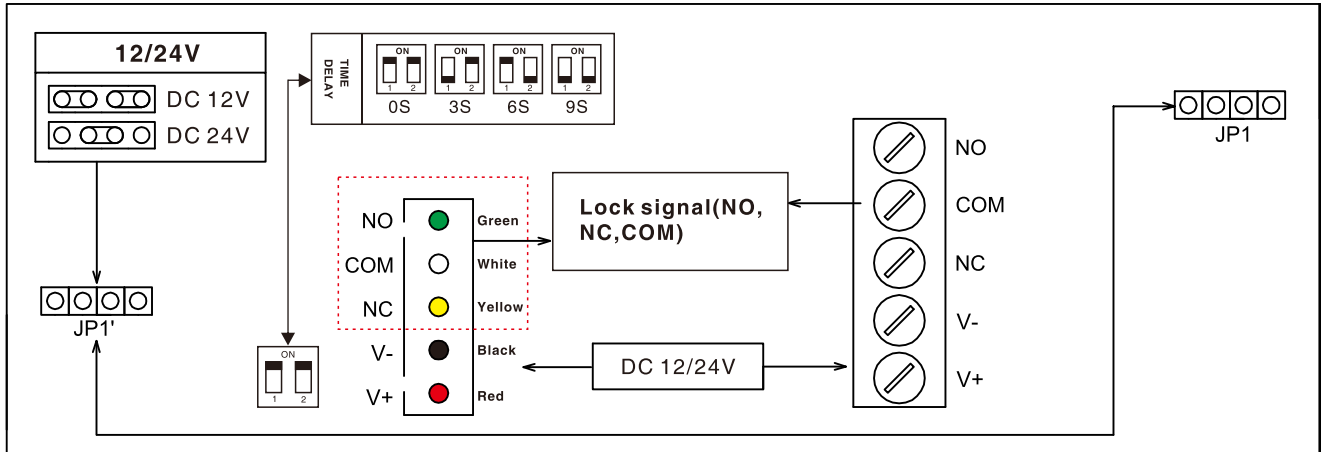 12/24V
DC 12V
DC 24V
TIME
DELAY
ON
1 2
0S
ON
1 2
3S
ON
1 2
6S
ON
1 2
9S
JP1
NO
COM
NC
V-
V+
Lock signal(NO,
NC,COM)
NO Green
COM White
NC Yellow
V- Black
V+ Red
DC 12/24V
JP1'
ON
1 2